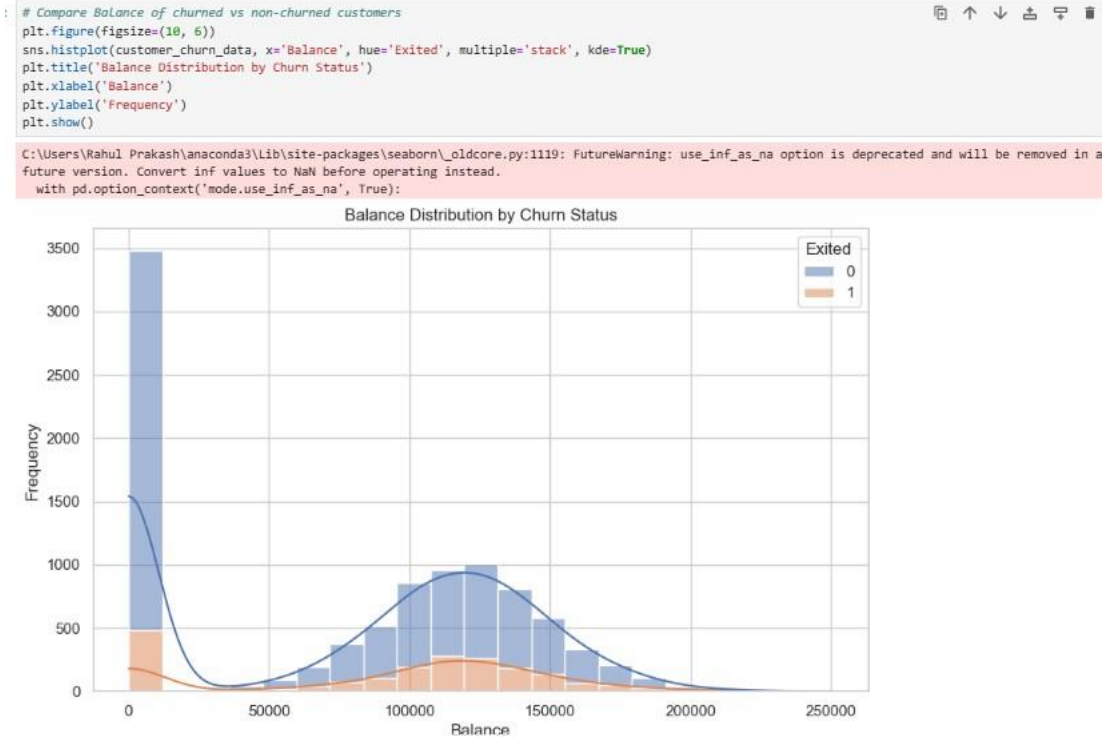 # Compare Balance of churned vs non-churned customers
plt.figure(figsize=(10, 6))
sns.histplot(customer_churn_data, x='Balance', hue='Exited', multiple='stack', kde=True)
plt.title('Balance Distribution by Churn Status')
plt.xlabel('Balance')
plt.ylabel('Frequency')
plt.show()
C:\Users\Rahul Prakash\anaconda3\Lib\site-packages\seaborn\_oldcore.py:1119: FutureWarning: use_inf_as_na option is deprecated and will be removed in a
future version. Convert inf values to NaN before operating instead.
  with pd.option_context('mode.use_inf_as_na', True):
Balance Distribution by Churn Status
Exited
0
1
3500
3000
2500
2000
1500
1000
500
0
Frequency
0 50000 100000 150000 200000 250000
Balance